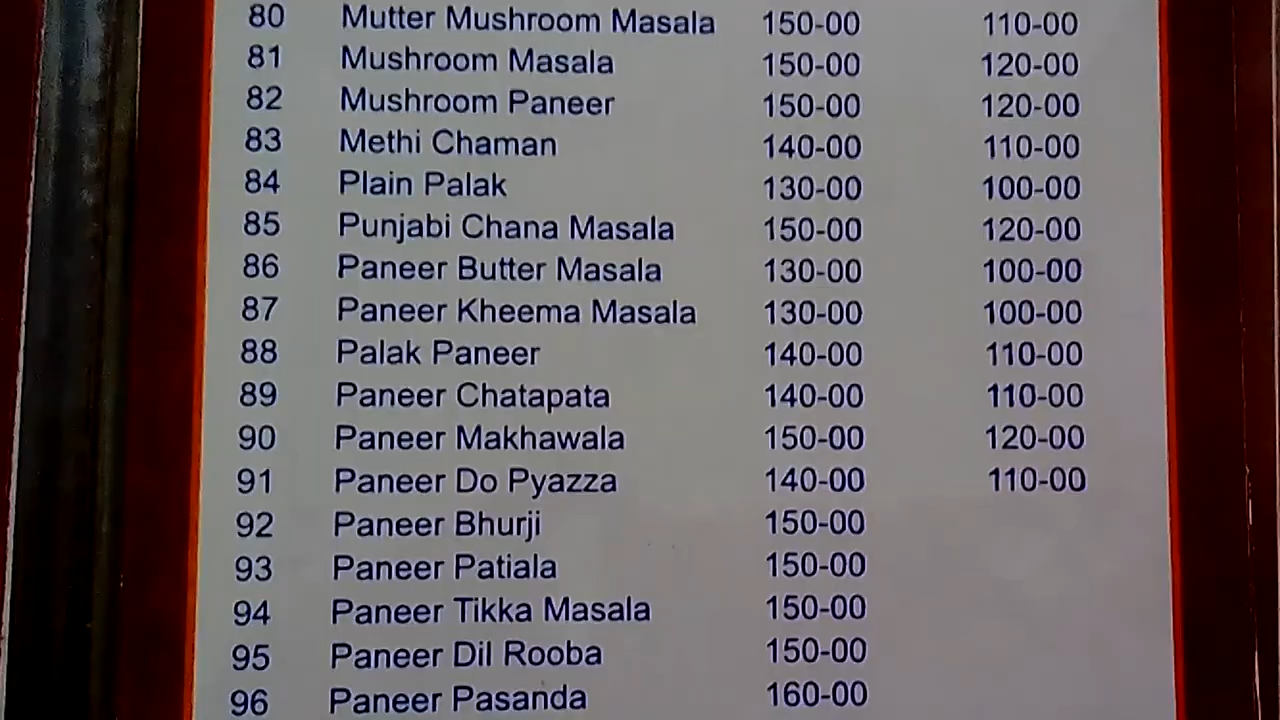 80 Mutter Mushroom Masala 150-00 110-00
81 Mushroom Masala 150-00 120-00
82 Mushroom Paneer 150-00 120-00
83 Methi Chaman 140-00 110-00
84 Plain Palak 130-00 100-00
85 Punjabi Chana Masala 150-00 120-00
86 Paneer Butter Masala 130-00 100-00
87 Paneer Kheema Masala 130-00 100-00
88 Palak Paneer 140-00 110-00
89 Paneer Chatapata 140-00 110-00
90 Paneer Makhawala 150-00 120-00
91 Paneer Do Pyazza 140-00 110-00
92 Paneer Bhurji 150-00
93 Paneer Patiala 150-00
94 Paneer Tikka Masala 150-00
95 Paneer Dil Rooba 150-00
96 Paneer Pasanda 160-00